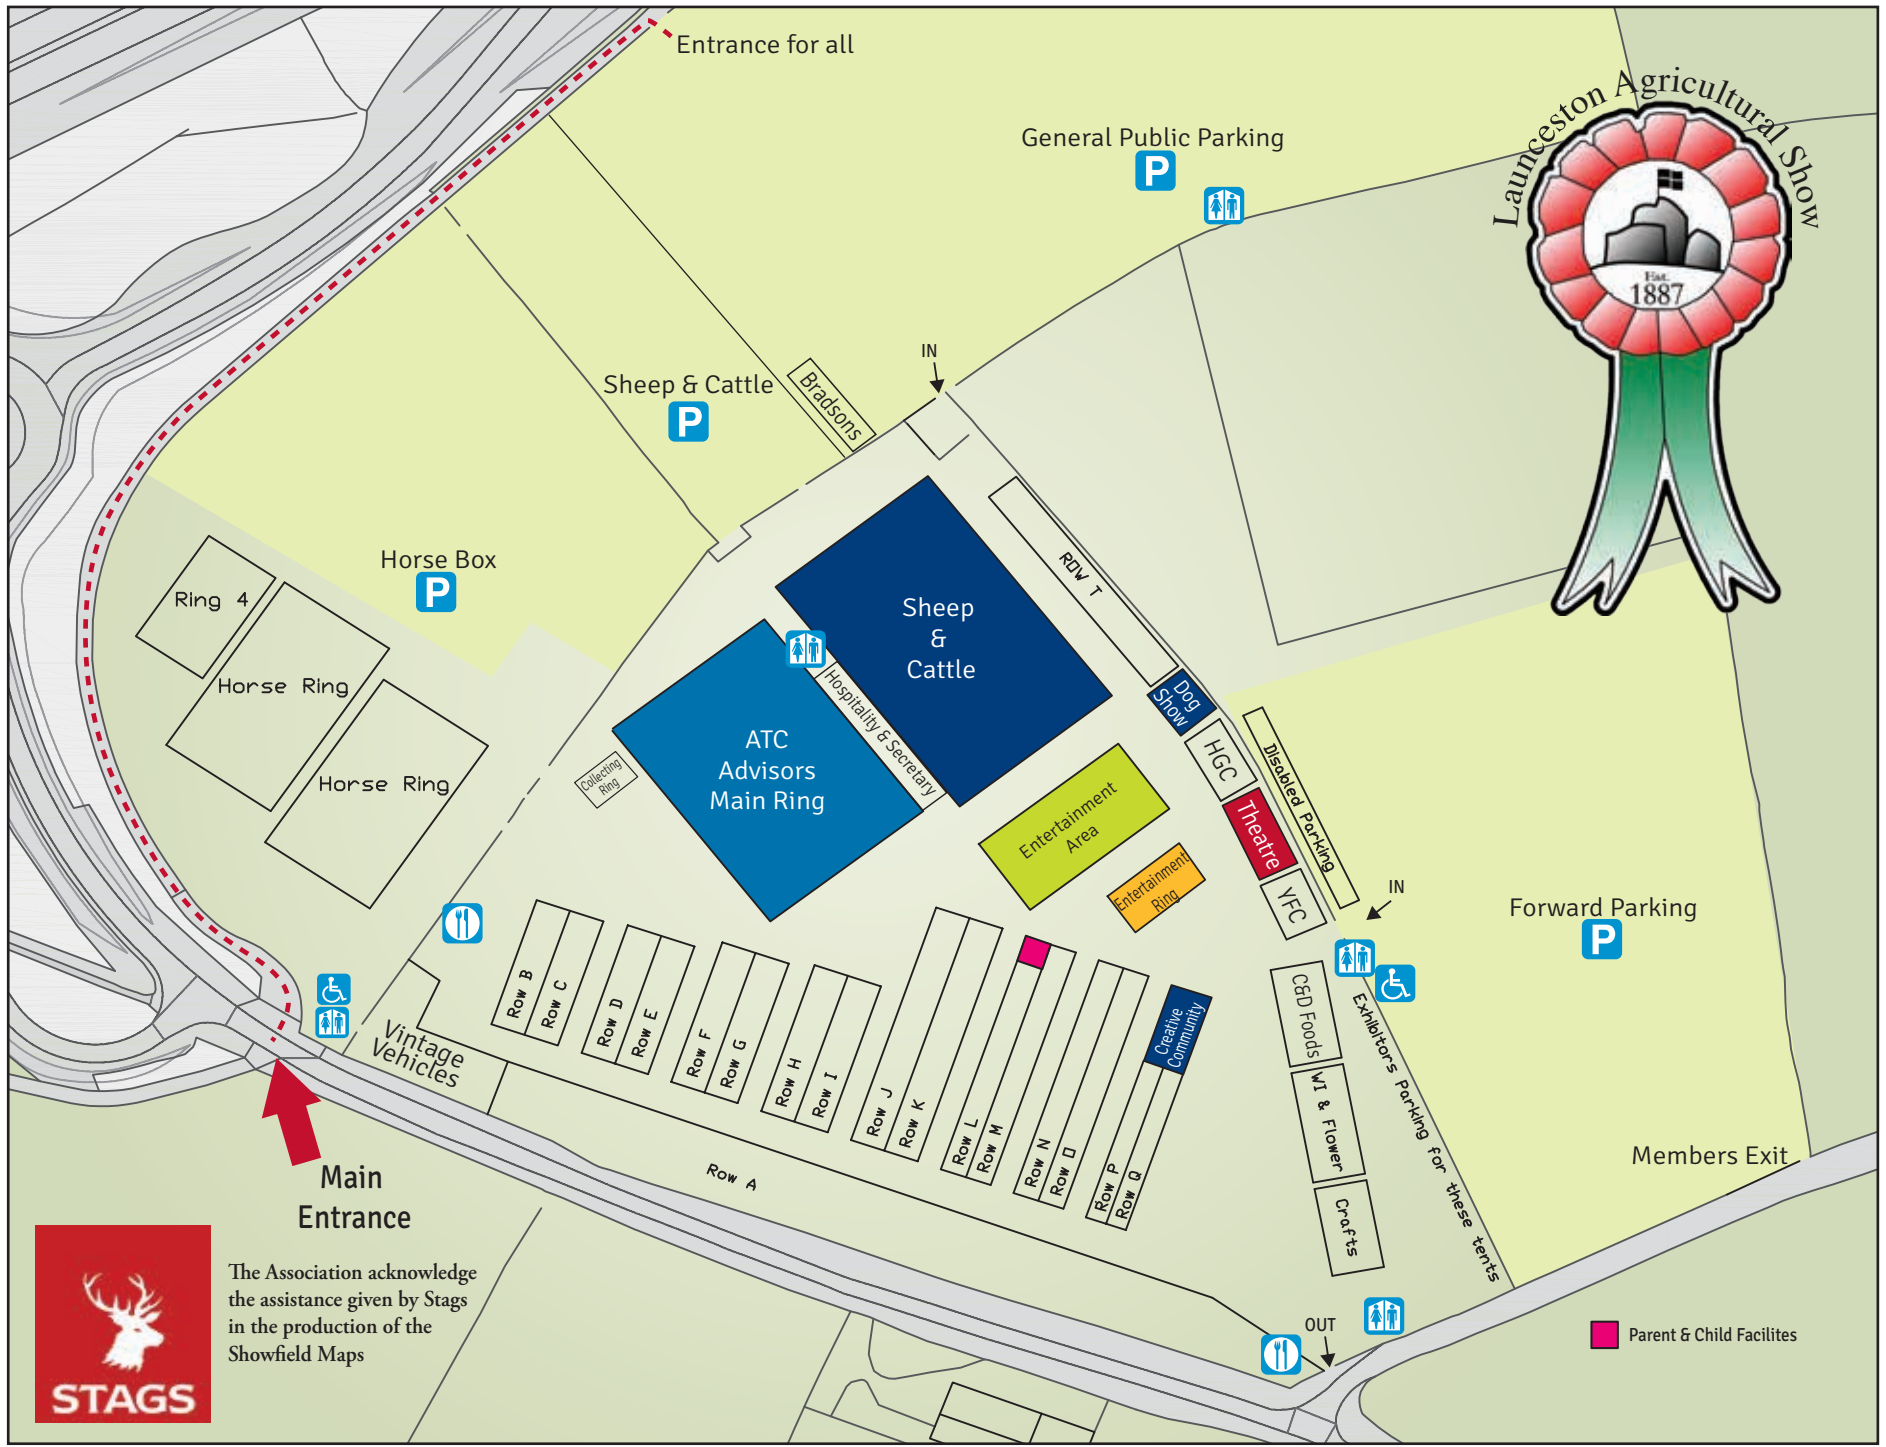 Entrance for all
General Public Parking
P
Launceston Agricultural Show
Est.
1887
IN
Sheep & Cattle
P
Bradsons
Horse Box
P
ROW T
Ring 4
Horse Ring
Horse Ring
Sheep
&
Cattle
Hospitality & Secretary
ATC
Advisors
Main Ring
Collecting
Ring
Dog
Show
HGC
Theatre
YFC
Disabled Parking
Entertainment
Area
Entertainment
Ring
IN
Forward Parking
P
Row B
Row C
Row D
Row E
Row F
Row G
Row H
Row I
Row J
Row K
Row L
Row M
Row N
Row O
Row P
Row Q
Creative
Community
C&D Foods
WI & Flower
Crafts
Exhibitors Parking for these tents
Vintage
Vehicles
Row A
Members Exit
Main
Entrance
OUT
STAGS
The Association acknowledge
the assistance given by Stags
in the production of the
Showfield Maps
Parent & Child Facilites